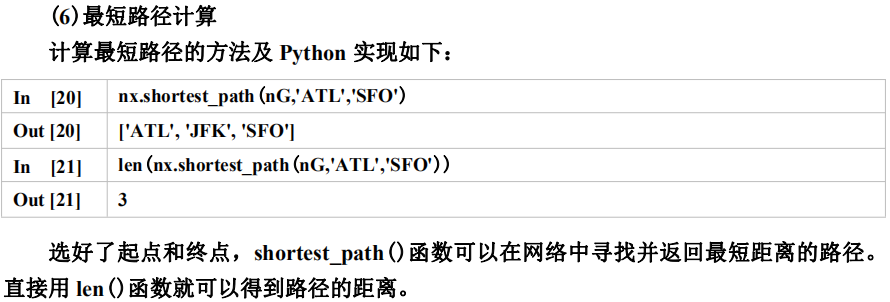 (6)最短路径计算
计算最短路径的方法及 Python 实现如下：
In [20] nx.shortest_path(nG,'ATL','SFO')
Out [20] ['ATL', 'JFK', 'SFO']
In [21] len(nx.shortest_path(nG,'ATL','SFO'))
Out [21] 3
选好了起点和终点，shortest_path()函数可以在网络中寻找并返回最短距离的路径。
直接用 len()函数就可以得到路径的距离。